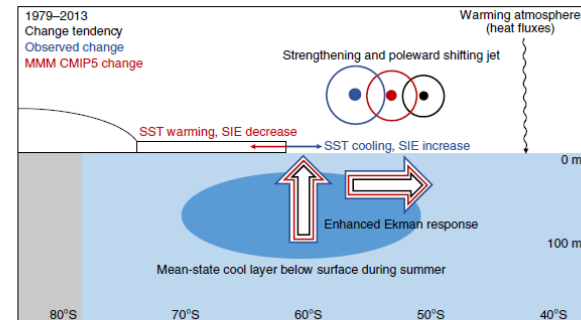 1979–2013
Change tendency
Observed change
MMM CMIP5 change
Warming atmosphere
(heat fluxes)
Strengthening and poleward shifting jet
SST warming, SIE decrease
SST cooling, SIE increase
0 m
Enhanced Ekman response
100 m
Mean-state cool layer below surface during summer
80°S 70°S 60°S 50°S 40°S